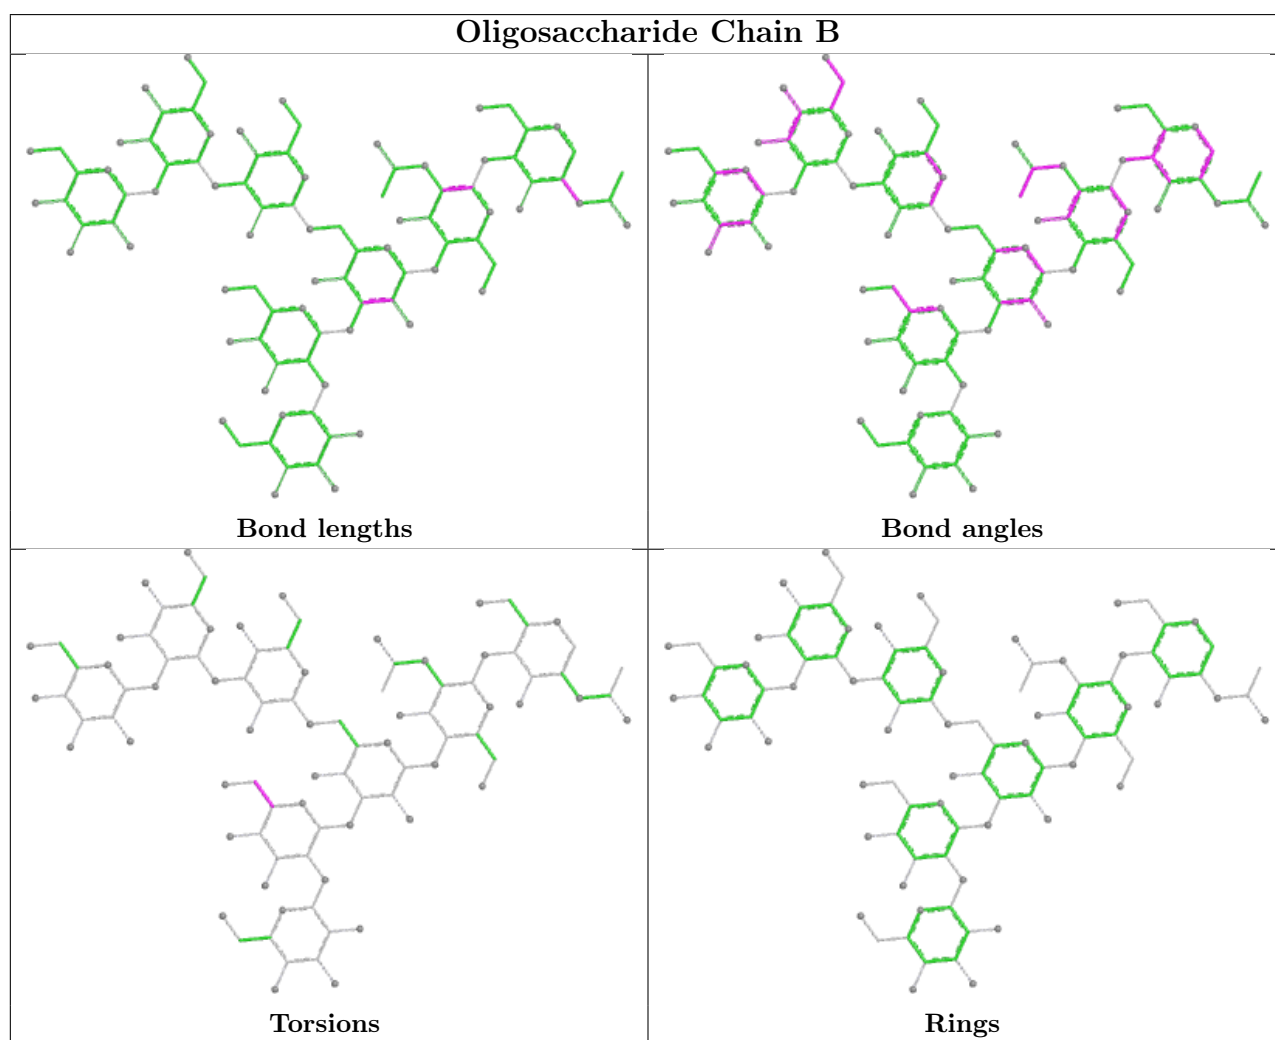 Oligosaccharide Chain B
Bond lengths
Bond angles
Torsions
Rings